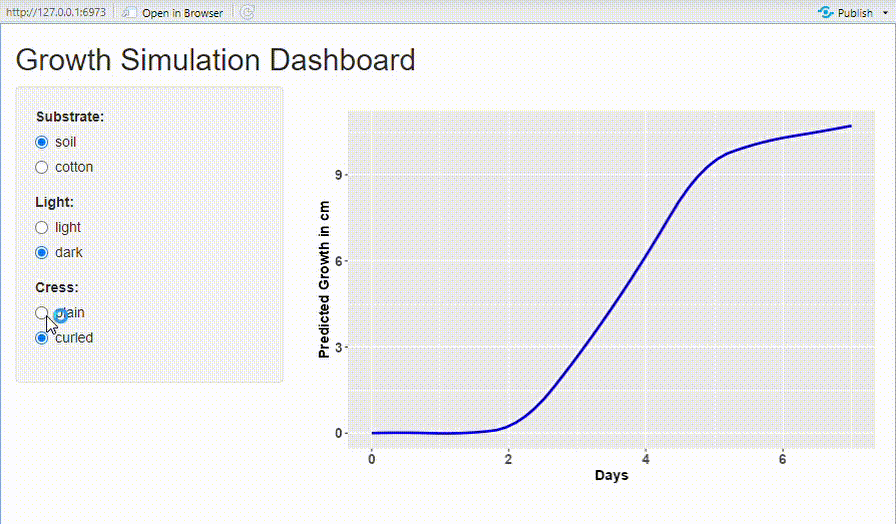 http://127.0.0.1:6973 Open in Browser Publish
Growth Simulation Dashboard
Substrate:
soil
cotton
Light:
light
dark
Cress:
plain
curled
Predicted Growth in cm
9
6
3
0
0 2 4 6
Days